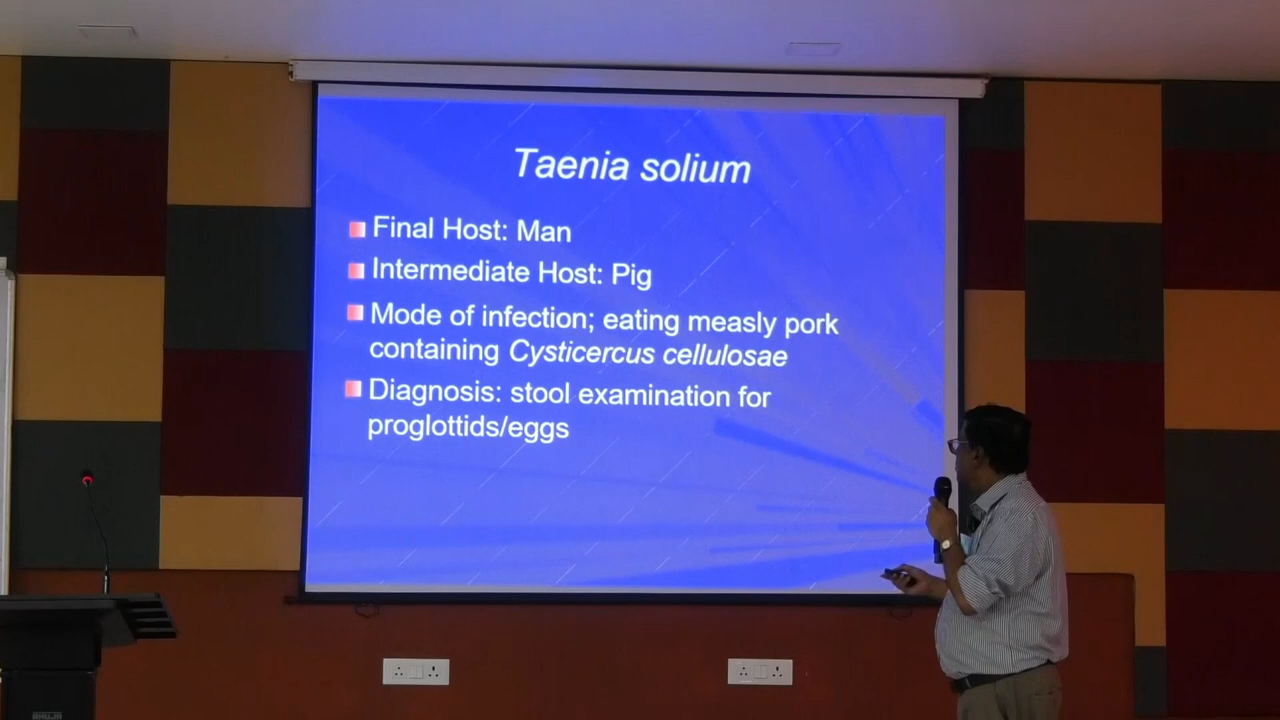 Taenia solium
Final Host: Man
Intermediate Host: Pig
Mode of infection; eating measly pork
containing Cysticercus cellulosae
Diagnosis: stool examination for
proglottids/eggs
AHUJA